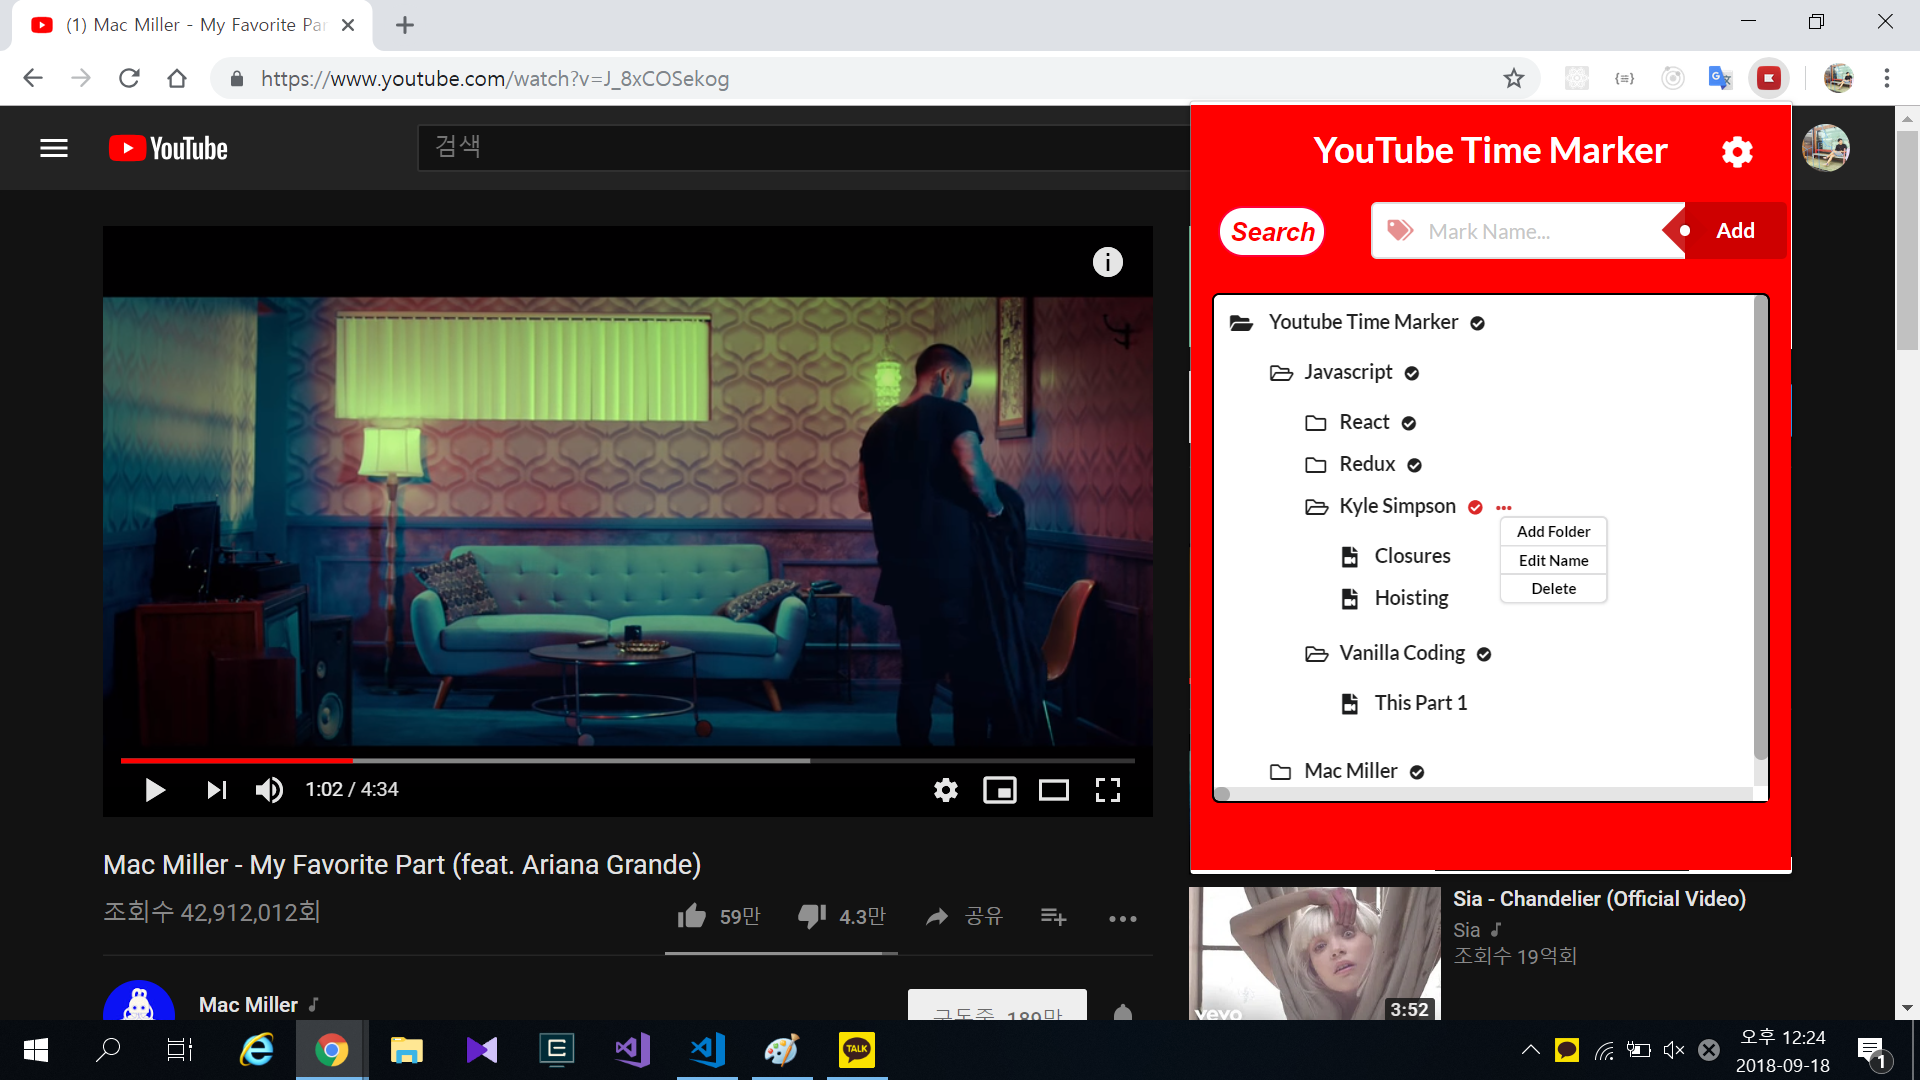 (1) Mac Miller - My Favorite Par
https://www.youtube.com/watch?v=J_8xCOSekog
YouTube
검색
YouTube Time Marker
Search
Mark Name...
Add
Youtube Time Marker
Javascript
React
Redux
Kyle Simpson
Add Folder
Edit Name
Delete
Closures
Hoisting
Vanilla Coding
This Part 1
Mac Miller
1:02 / 4:34
Mac Miller - My Favorite Part (feat. Ariana Grande)
조회수 42,912,012회
59만
4.3만
공유
Mac Miller
구독중 189만
Sia - Chandelier (Official Video)
Sia
조회수 19억회
3:52
vevo
TALK
오후 12:24
2018-09-18
1